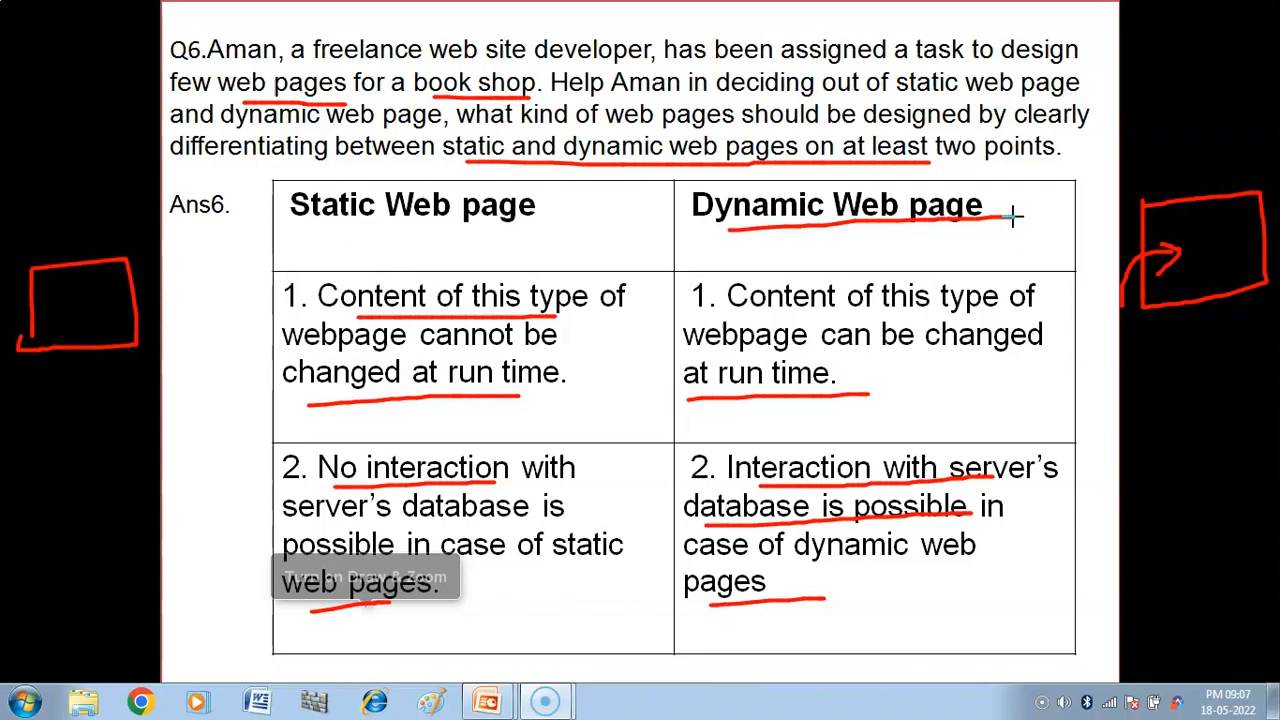 Q6.Aman, a freelance web site developer, has been assigned a task to design
few web pages for a book shop. Help Aman in deciding out of static web page
and dynamic web page, what kind of web pages should be designed by clearly
differentiating between static and dynamic web pages on at least two points.
Ans6.
Static Web page
Dynamic Web page
1. Content of this type of
webpage cannot be
changed at run time.
1. Content of this type of
webpage can be changed
at run time.
2. No interaction with
server’s database is
possible in case of static
web pages.
Turn on Draw & Zoom
2. Interaction with server’s
database is possible in
case of dynamic web
pages
PM 09:07
18-05-2022